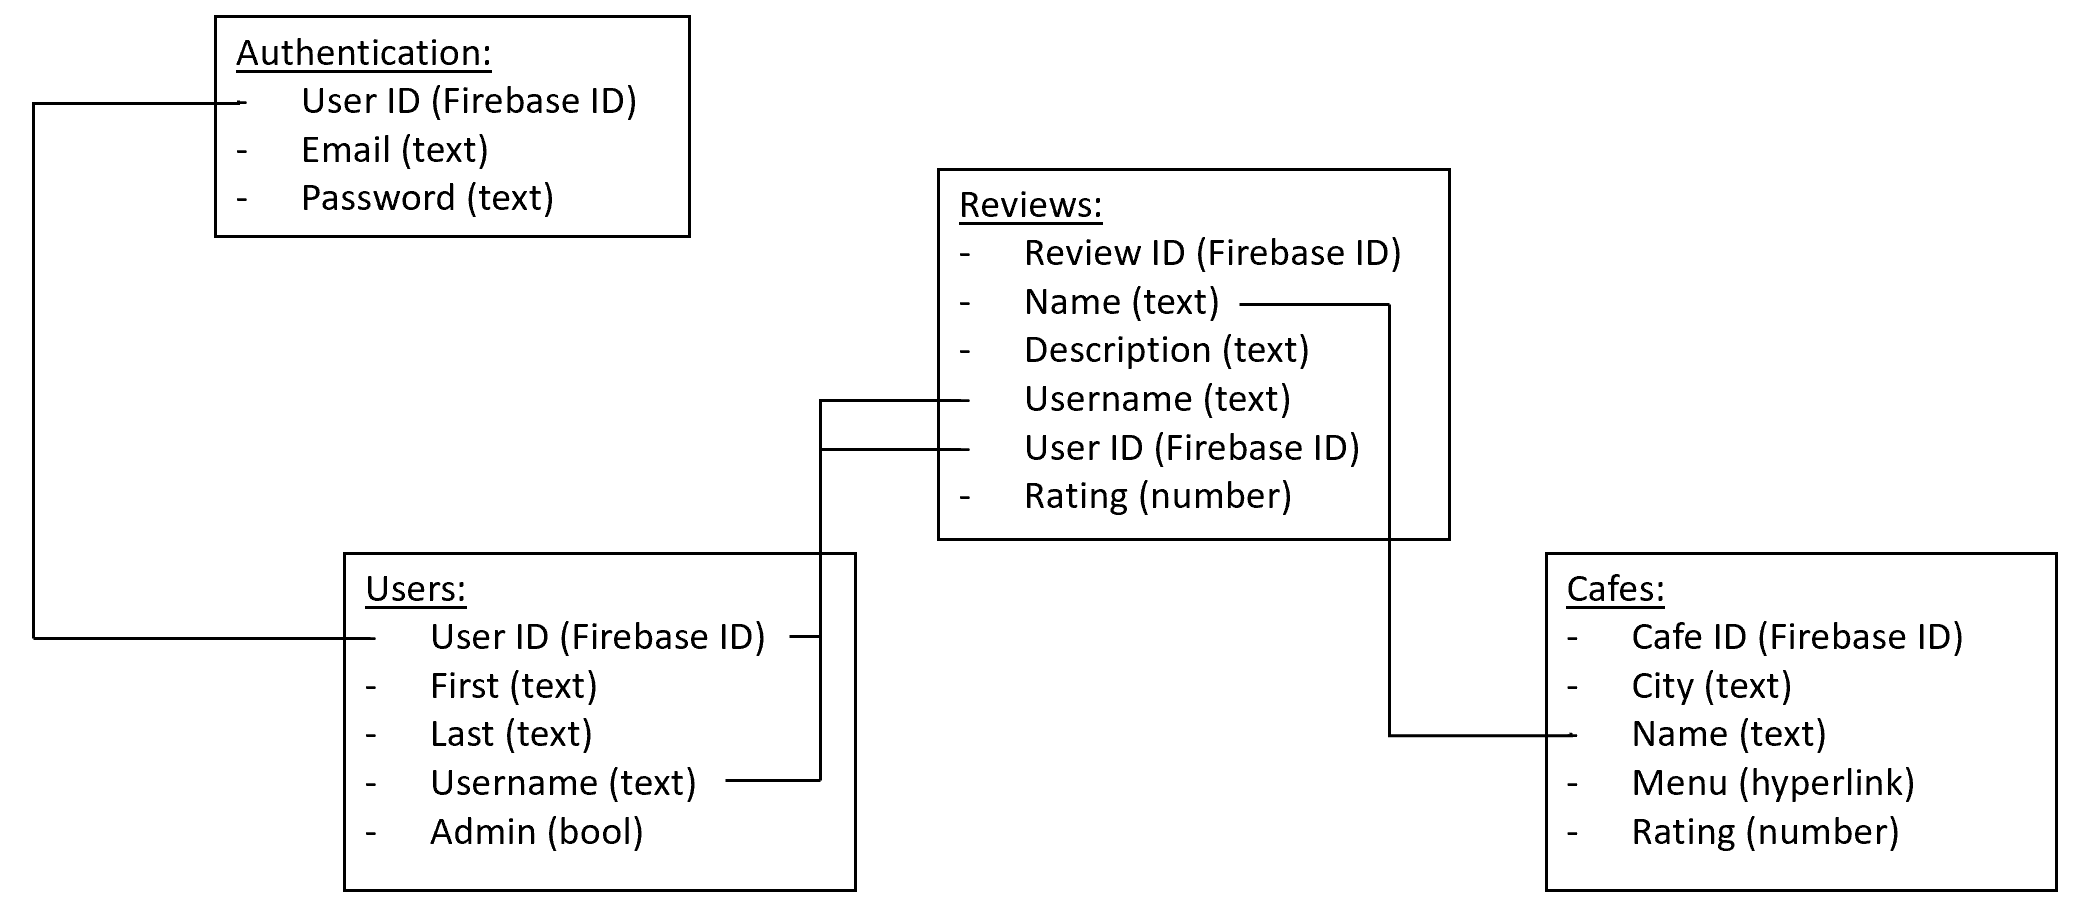 Authentication:
- User ID (Firebase ID)
- Email (text)
- Password (text)
Reviews:
- Review ID (Firebase ID)
- Name (text)
- Description (text)
- Username (text)
- User ID (Firebase ID)
- Rating (number)
Users:
- User ID (Firebase ID)
- First (text)
- Last (text)
- Username (text)
- Admin (bool)
Cafes:
- Cafe ID (Firebase ID)
- City (text)
- Name (text)
- Menu (hyperlink)
- Rating (number)